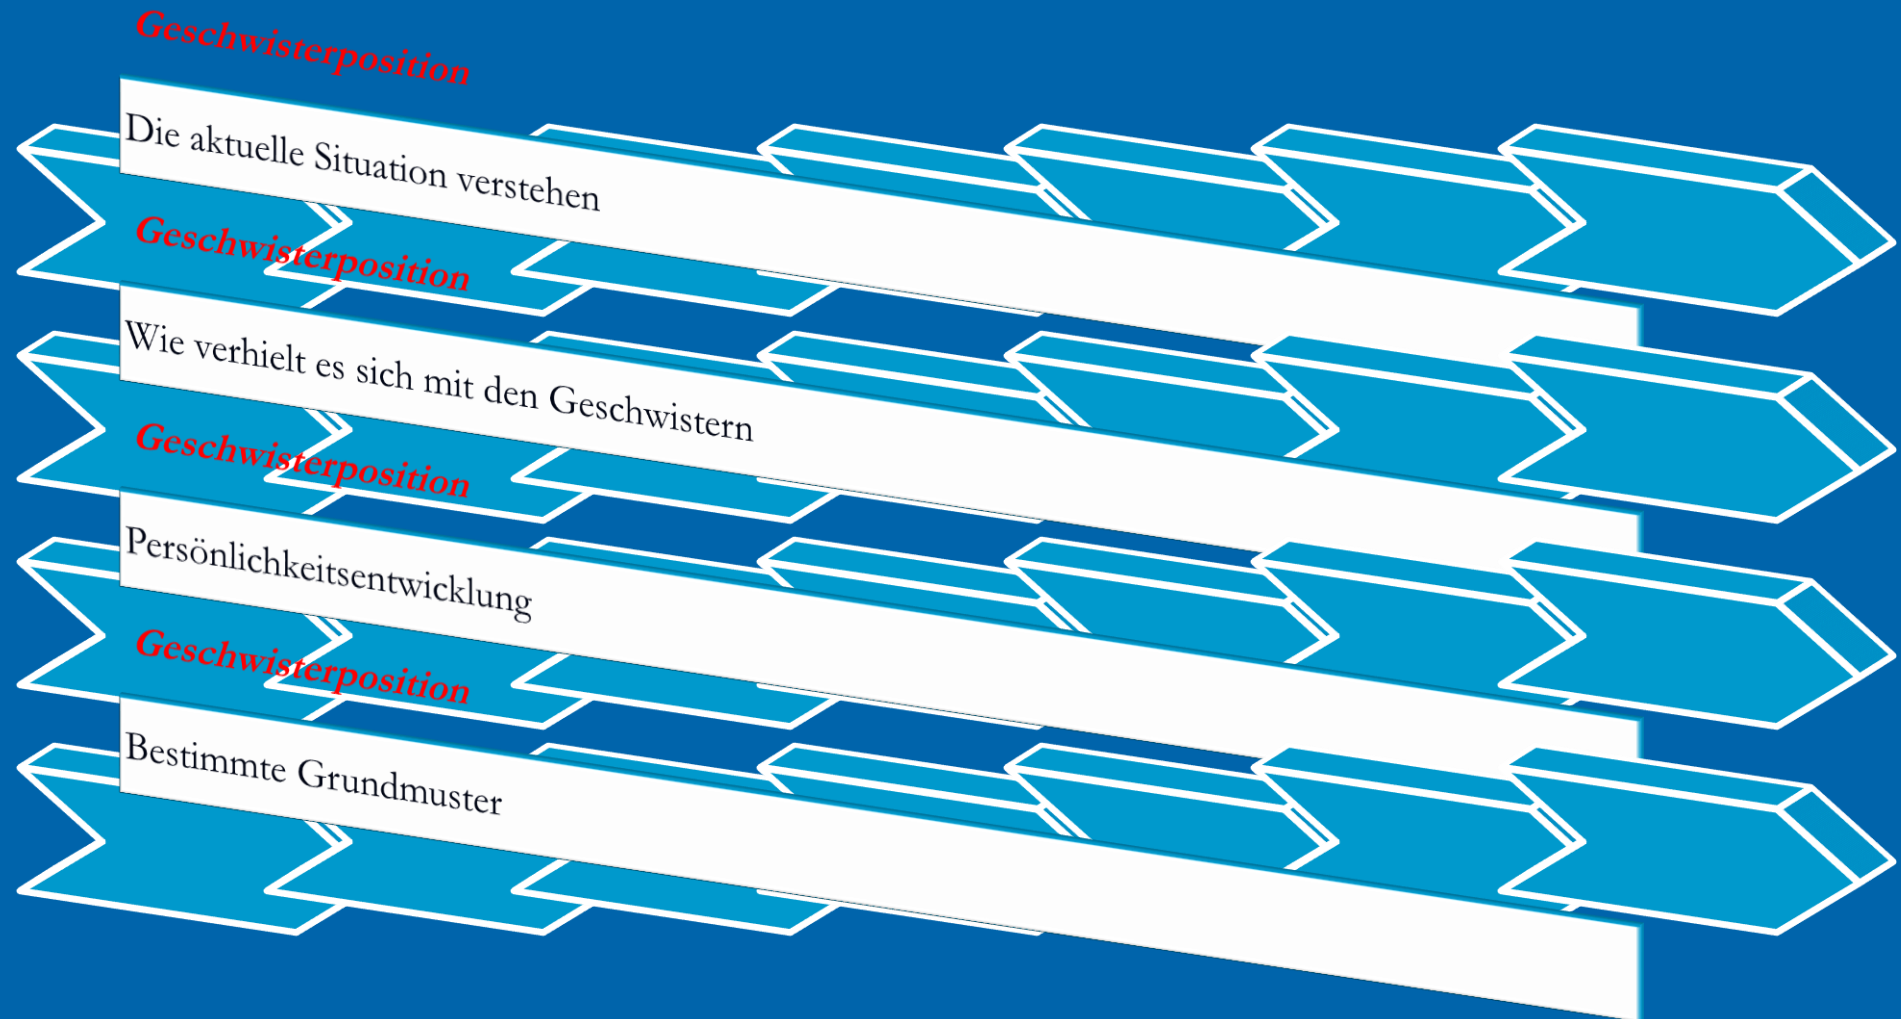 Geschwisterposition
Die aktuelle Situation verstehen
Geschwisterposition
Wie verhielt es sich mit den Geschwistern
Geschwisterposition
Persönlichkeitsentwicklung
Geschwisterposition
Bestimmte Grundmuster